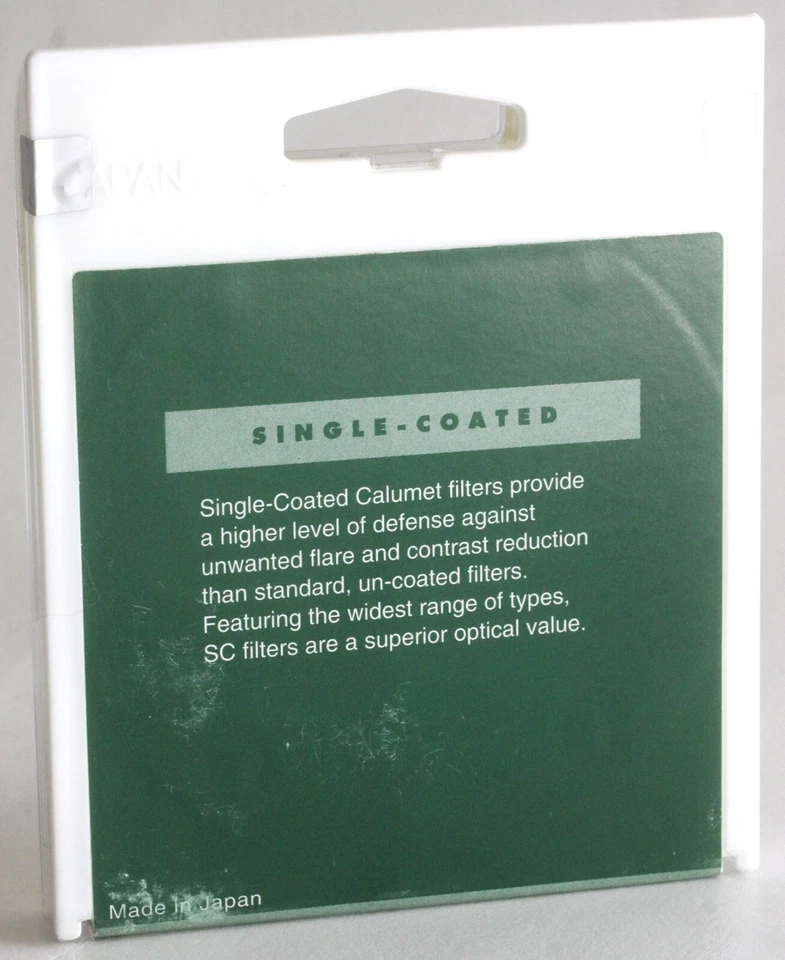 JAPAN
SINGLE-COATED
Single-Coated Calumet filters provide
a higher level of defense against
unwanted flare and contrast reduction
than standard, un-coated filters.
Featuring the widest range of types,
SC filters are a superior optical value.
Made in Japan